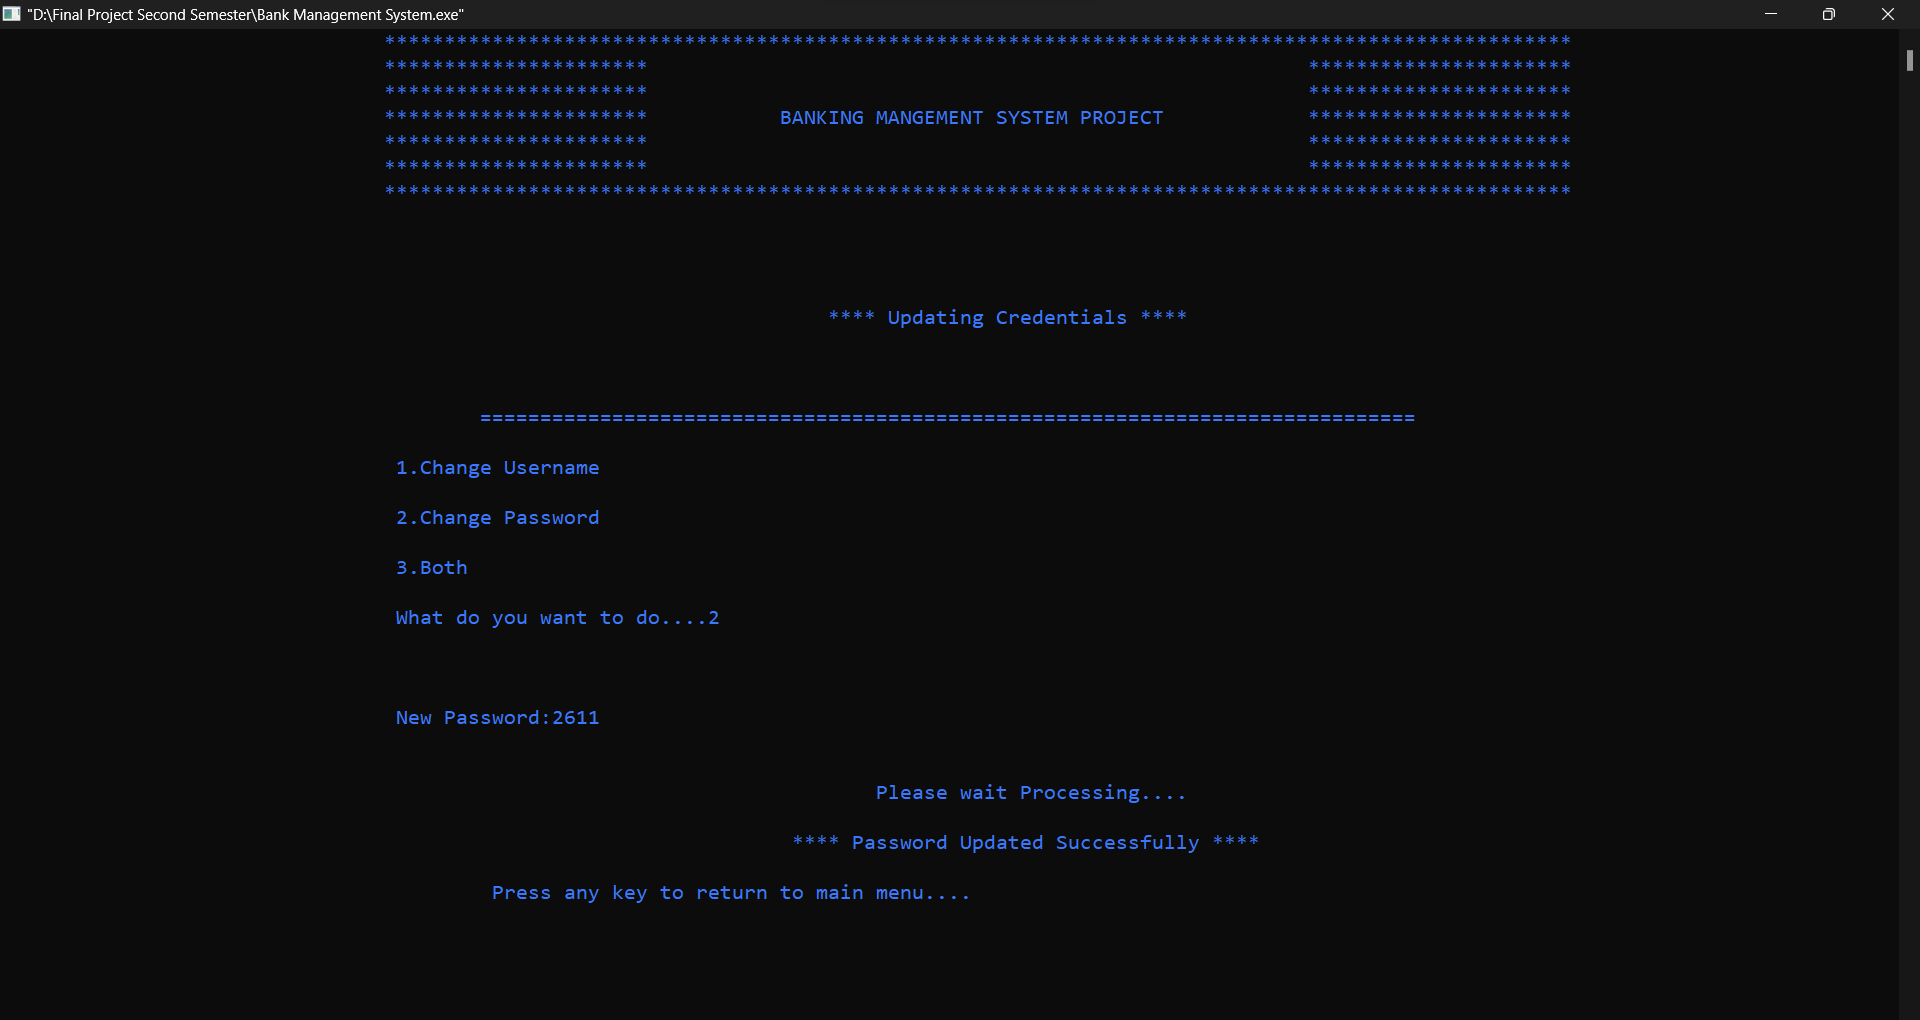 "D:\Final Project Second Semester\Bank Management System.exe"
***************************************************************************************************
********************** **********************
********************** **********************
********************** BANKING MANGEMENT SYSTEM PROJECT **********************
********************** **********************
********************** **********************
***************************************************************************************************
**** Updating Credentials ****
==============================================================================
1.Change Username
2.Change Password
3.Both
What do you want to do....2
New Password:2611
Please wait Processing....
**** Password Updated Successfully ****
Press any key to return to main menu....